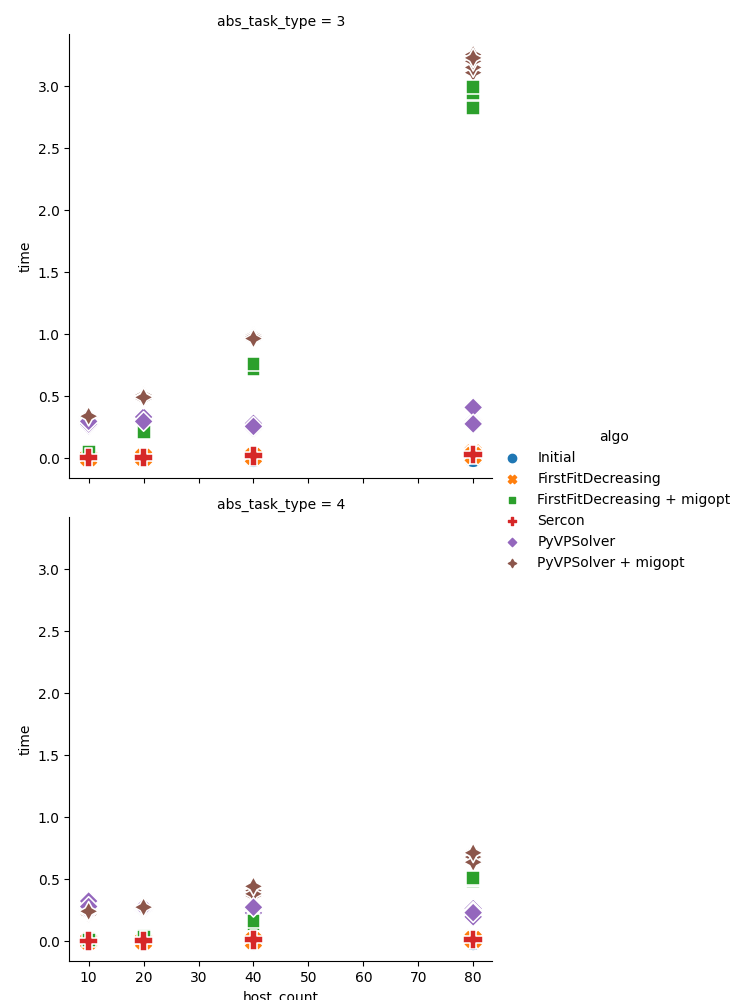 abs_task_type = 3
3.0
2.5
2.0
1.5
1.0
0.5
0.0
time
abs_task_type = 4
3.0
2.5
2.0
1.5
1.0
0.5
0.0
time
10 20 30 40 50 60 70 80
host_count
algo
Initial
FirstFitDecreasing
FirstFitDecreasing + migopt
Sercon
PyVPSolver
PyVPSolver + migopt